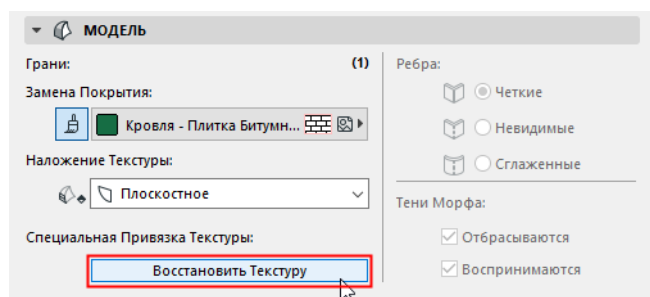 МОДЕЛЬ
Грани: (1)
Замена Покрытия:
Кровля - Плитка Битумн...
Наложение Текстуры:
Плоскостное
Специальная Привязка Текстуры:
Восстановить Текстуру
Ребра:
Четкие
Невидимые
Сглаженные
Тени Морфа:
Отбрасываются
Воспринимаются